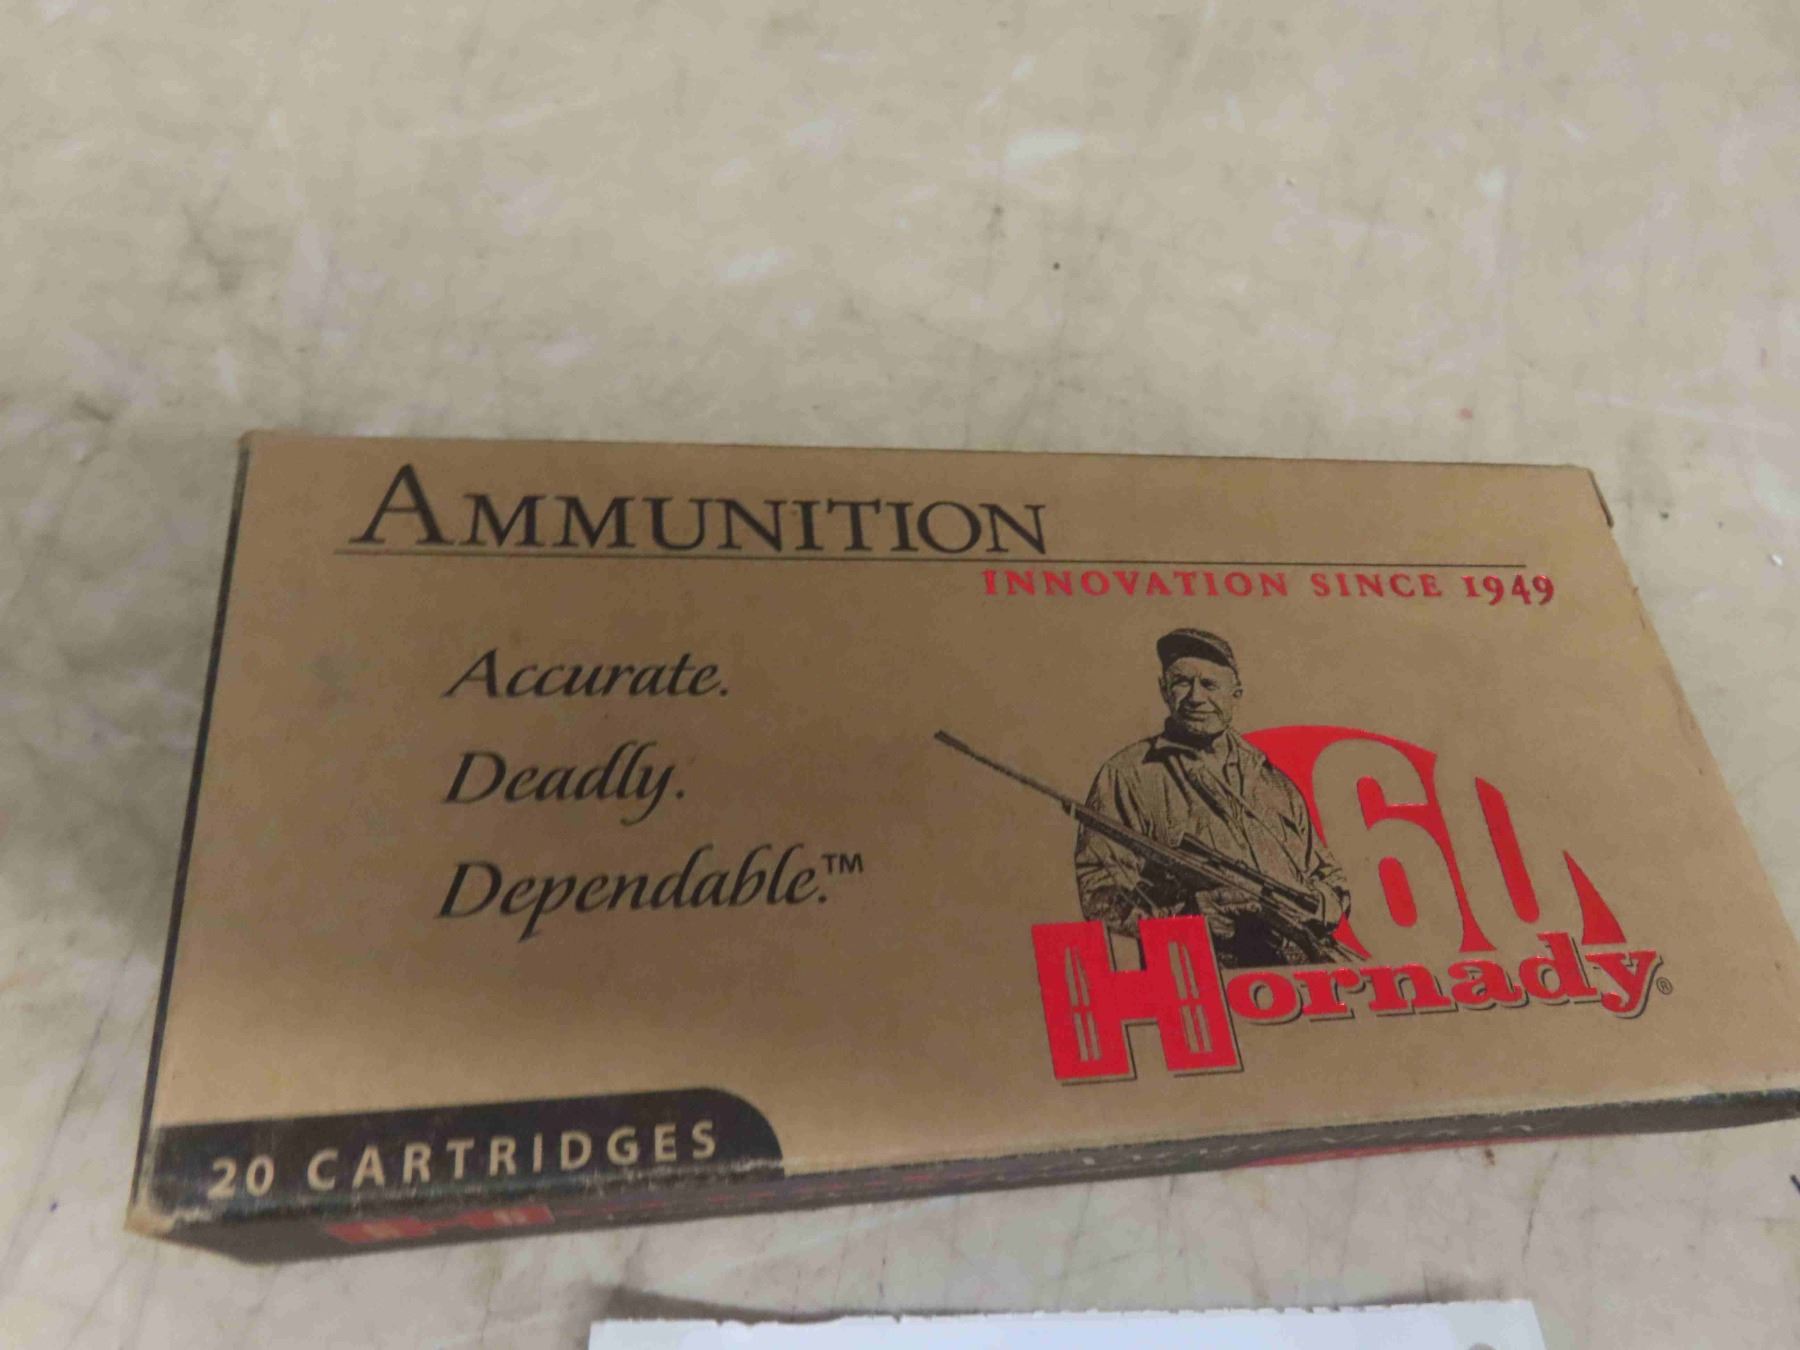 AMMUNITION
INNOVATION SINCE 1949
Accurate.
Deadly.
Dependable.™
60
Hornady®
20 CARTRIDGES